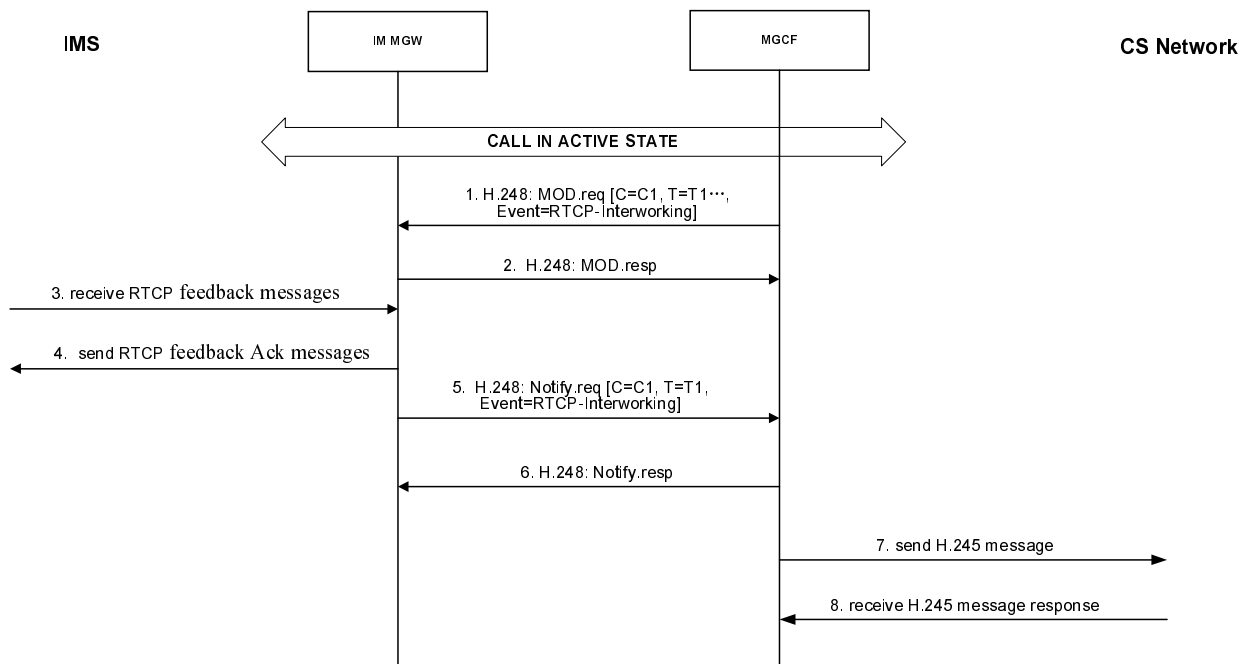 IMS
IM MGW
MGCF
CS Network
CALL IN ACTIVE STATE
1. H.248: MOD.req [C=C1, T=T1···,
Event=RTCP-Interworking]
2. H.248: MOD.resp
3. receive RTCP feedback messages
4. send RTCP feedback Ack messages
5. H.248: Notify.req [C=C1, T=T1,
Event=RTCP-Interworking]
6. H.248: Notify.resp
7. send H.245 message
8. receive H.245 message response